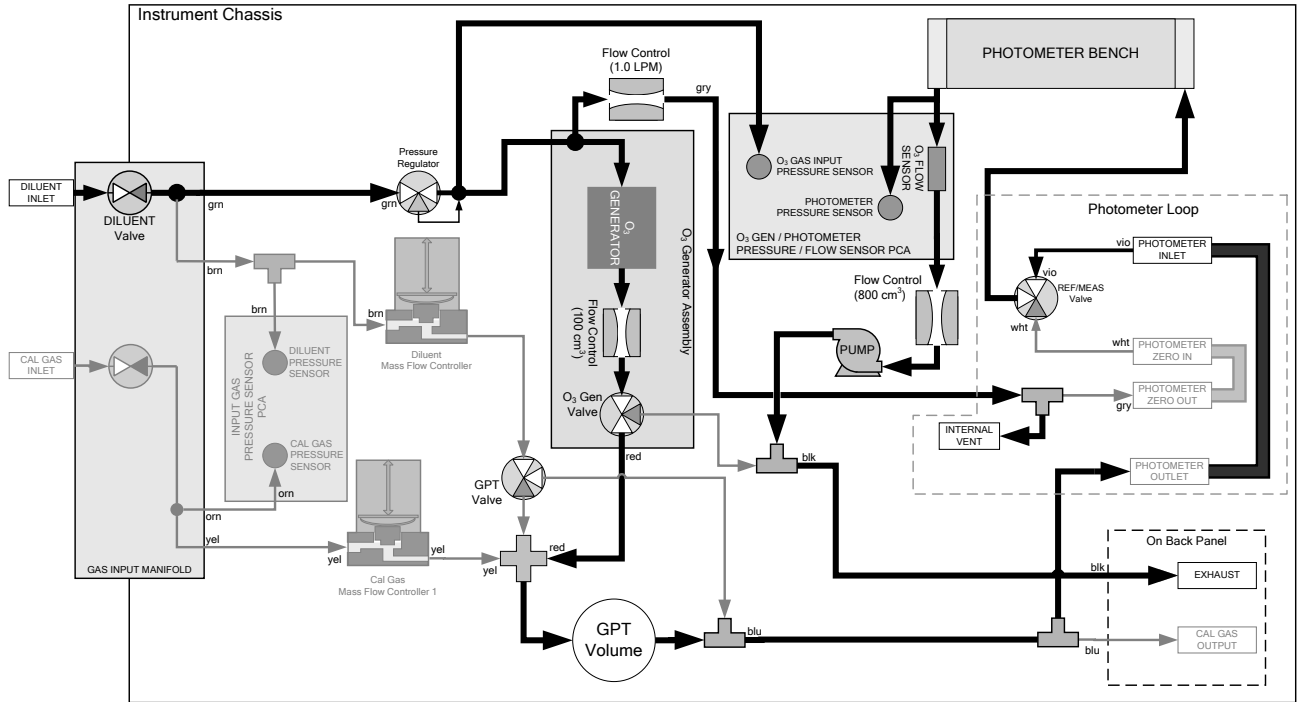 Instrument Chassis
Flow Control
(1.0 LPM)
gry
PHOTOMETER BENCH
Pressure
Regulator
O3 GAS INPUT
PRESSURE SENSOR
O3 FLOW
SENSOR
PHOTOMETER
PRESSURE SENSOR
O3 GEN / PHOTOMETER
PRESSURE / FLOW SENSOR PCA
DILUENT
INLET
DILUENT
Valve
grn
grn
O3
GENERATOR
O3 Generator Assembly
Photometer Loop
vio
PHOTOMETER
INLET
vio
REF/MEAS
Valve
wht
wht
PHOTOMETER
ZERO IN
PHOTOMETER
ZERO OUT
gry
INTERNAL
VENT
PHOTOMETER
OUTLET
brn
brn
brn
Diluent
Mass Flow Controller
Flow Control
(100 cm3)
Flow Control
(800 cm3)
PUMP
CAL GAS
INLET
DILUENT
PRESSURE
SENSOR
INPUT GAS
PRESSURE SENSOR
PCA
CAL GAS
PRESSURE
SENSOR
O3 Gen
Valve
red
blk
GPT
Valve
orn
orn
yel
yel
yel
yel
red
Cal Gas
Mass Flow Controller 1
GAS INPUT MANIFOLD
GPT
Volume
blu
blu
On Back Panel
blk
EXHAUST
CAL GAS
OUTPUT